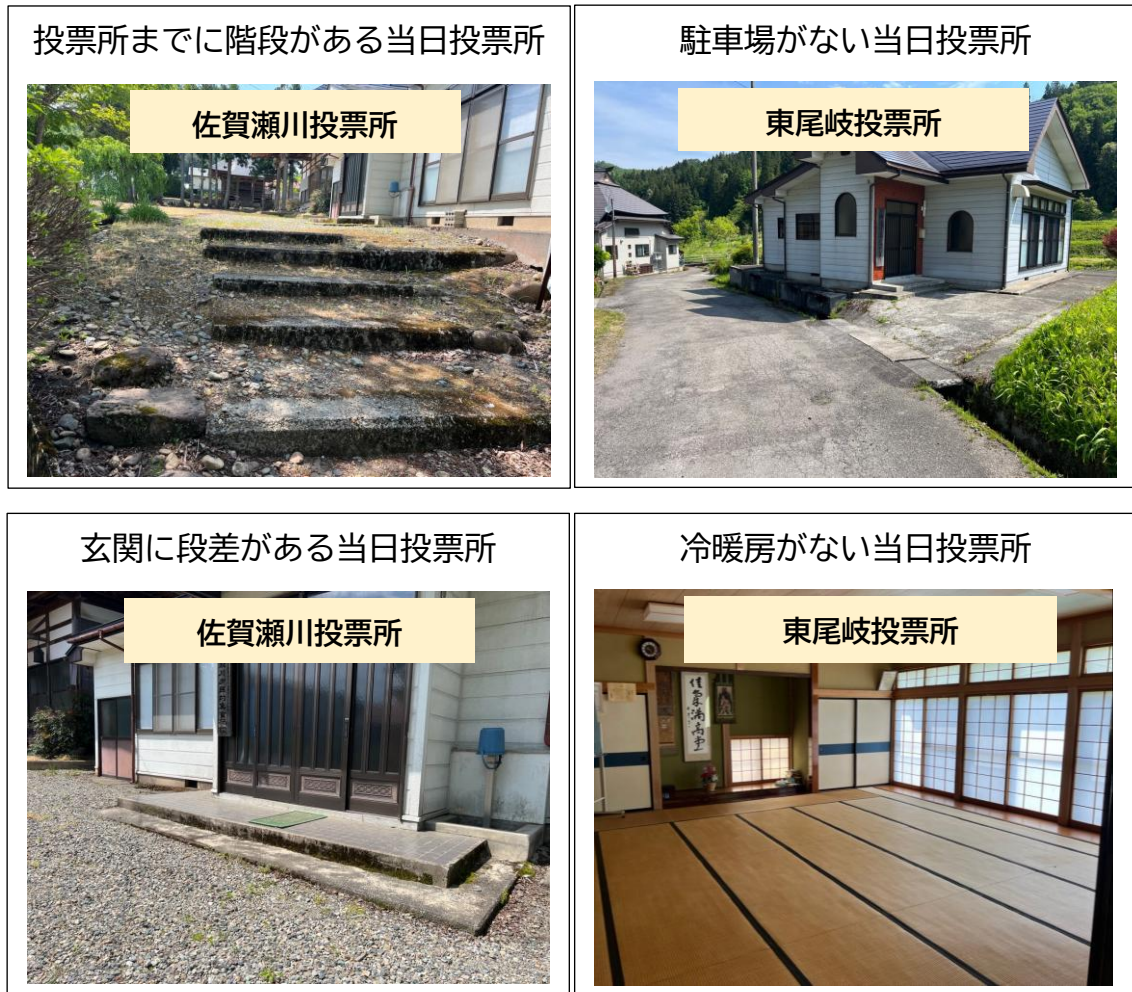 投票所までに階段がある当日投票所
佐賀瀬川投票所
駐車場がない当日投票所
東尾岐投票所
玄関に段差がある当日投票所
佐賀瀬川投票所
冷暖房がない当日投票所
東尾岐投票所